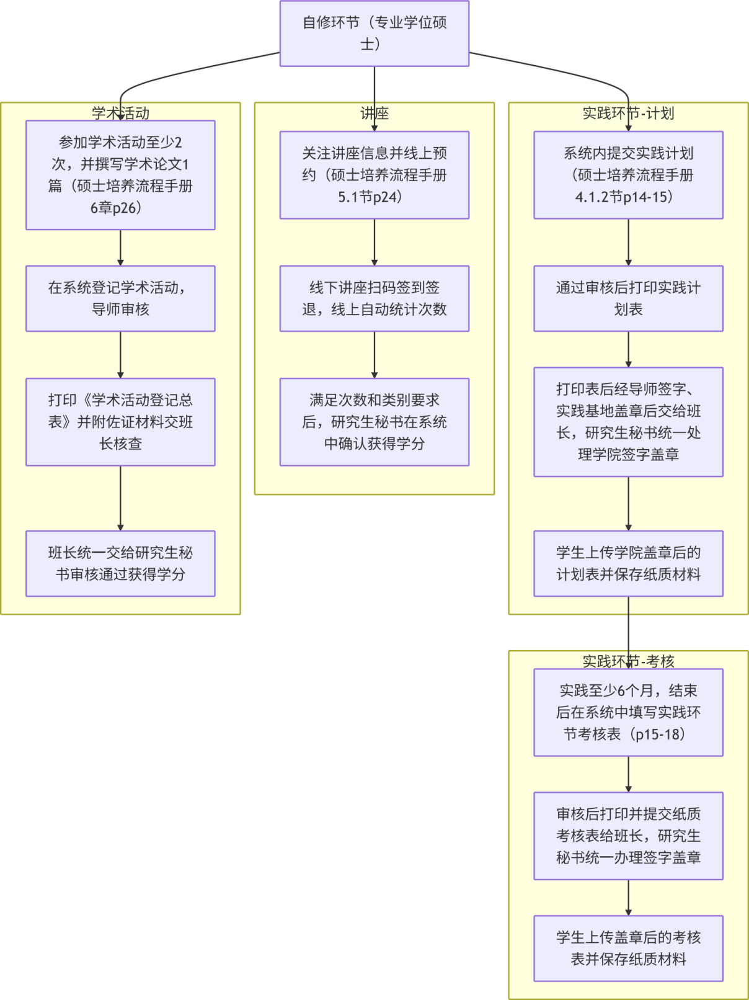 自修环节（专业学位硕
士）
学术活动
参加学术活动至少2
次，并撰写学术论文1
篇（硕士培养流程手册
6章p26）
在系统登记学术活动，
导师审核
打印《学术活动登记总
表》并附佐证材料交班
长核查
班长统一交给研究生秘
书审核通过获得学分
讲座
关注讲座信息并线上预
约（硕士培养流程手册
5.1节p24）
线下讲座扫码签到签
退，线上自动统计次数
满足次数和类别要求
后，研究生秘书在系统
中确认获得学分
实践环节-计划
系统内提交实践计划
（硕士培养流程手册
4.1.2节p14-15）
通过审核后打印实践计
划表
打印表后经导师签字、
实践基地盖章后交给班
长，研究生秘书统一处
理学院签字盖章
学生上传学院盖章后的
计划表并保存纸质材料
实践环节-考核
实践至少6个月，结束
后在系统中填写实践环
节考核表（p15-18）
审核后打印并提交纸质
考核表给班长，研究生
秘书统一办理签字盖章
学生上传盖章后的考核
表并保存纸质材料